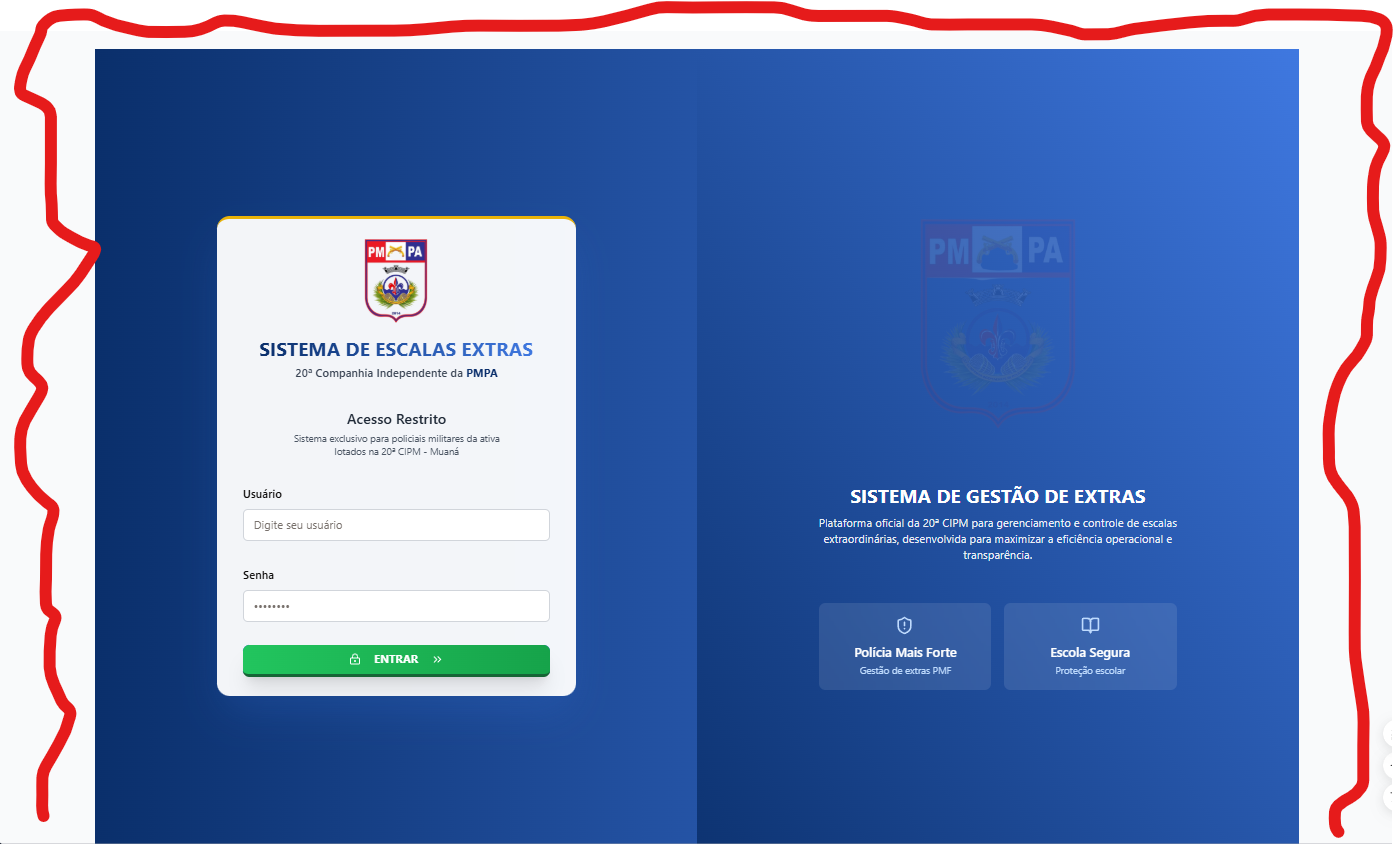 PM PA
SISTEMA DE ESCALAS EXTRAS
20ª Companhia Independente da PMPA
Acesso Restrito
Sistema exclusivo para policiais militares da ativa
lotados na 20ª CIPM - Muaná
Usuário
Digite seu usuário
Senha
••••••••
ENTRAR
PM PA
SISTEMA DE GESTÃO DE EXTRAS
Plataforma oficial da 20ª CIPM para gerenciamento e controle de escalas
extraordinárias, desenvolvida para maximizar a eficiência operacional e
transparência.
Polícia Mais Forte
Gestão de extras PMF
Escola Segura
Proteção escolar